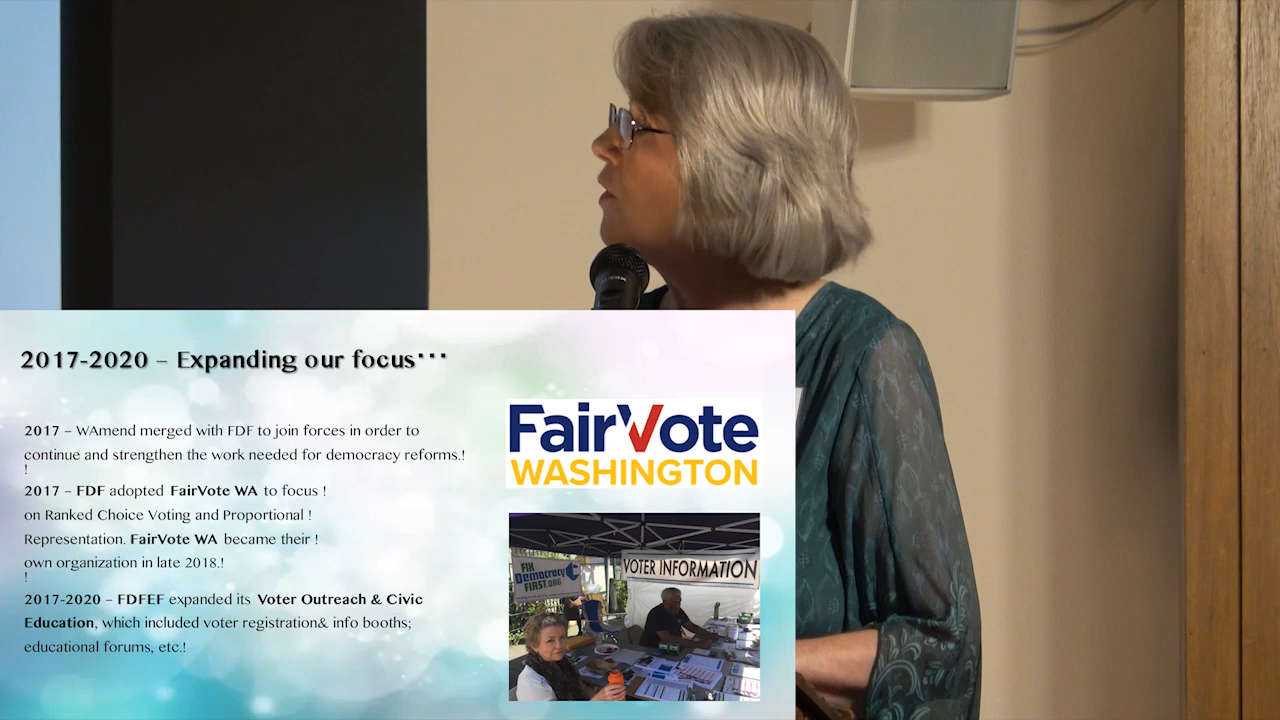 2017-2020 – Expanding our focus...
2017 – WAmend merged with FDF to join forces in order to
continue and strengthen the work needed for democracy reforms.!
!
2017 – FDF adopted FairVote WA to focus !
on Ranked Choice Voting and Proportional !
Representation. FairVote WA became their !
own organization in late 2018.!
!
2017-2020 – FDFEF expanded its Voter Outreach & Civic
Education, which included voter registration& info booths;
educational forums, etc.!
FairVote
WASHINGTON
FIX
Democracy
FIRST.ORG
VOTER INFORMATION